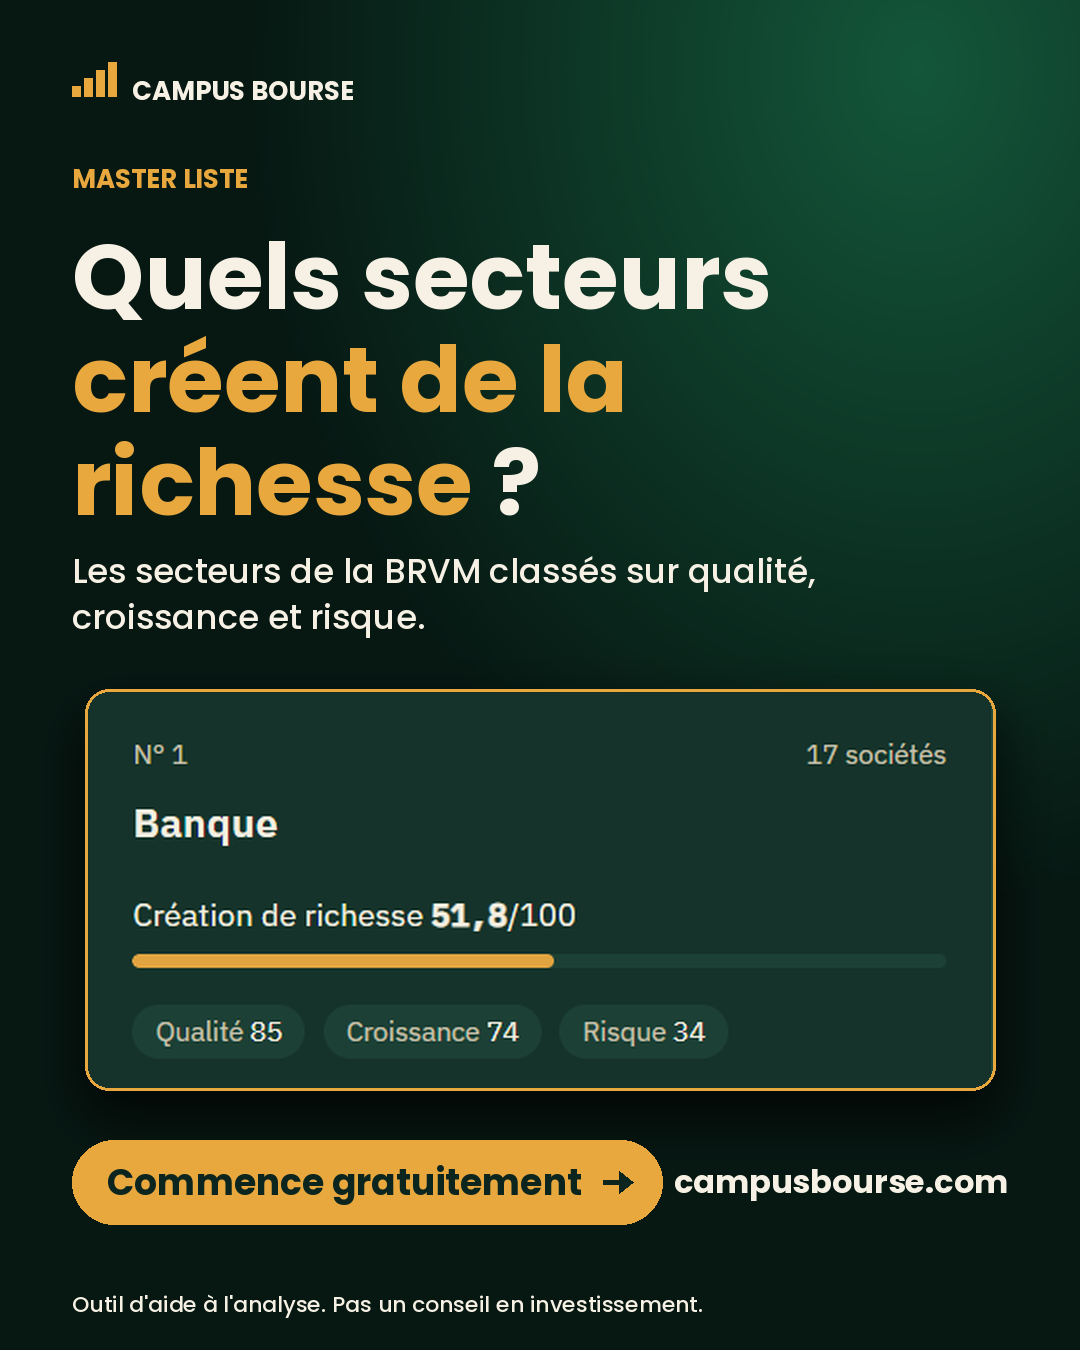 CAMPUS BOURSE
MASTER LISTE
Quels secteurs
créent de la
richesse ?
Les secteurs de la BRVM classés sur qualité,
croissance et risque.
N° 1
17 sociétés
Banque
Création de richesse 51,8/100
Qualité 85
Croissance 74
Risque 34
Commence gratuitement →
campusbourse.com
Outil d'aide à l'analyse. Pas un conseil en investissement.